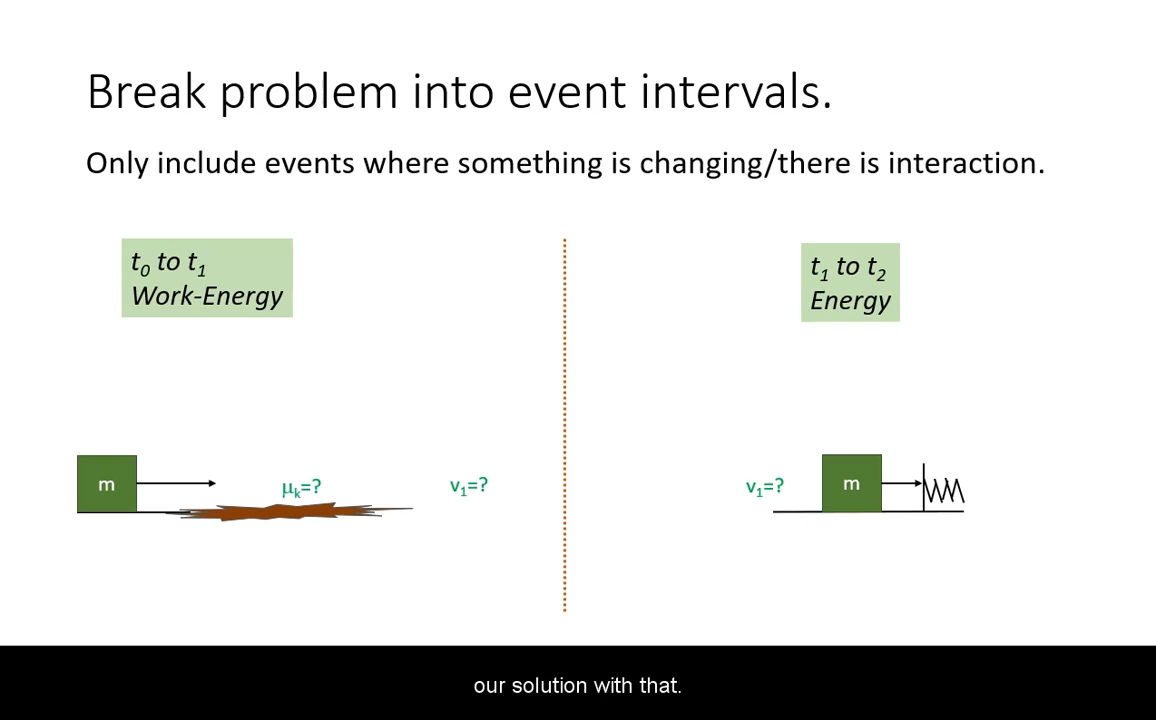 Break problem into event intervals.
Only include events where something is changing/there is interaction.
t₀ to t₁
Work-Energy
t₁ to t₂
Energy
m
μₖ=?
v₁=?
v₁=?
m
our solution with that.